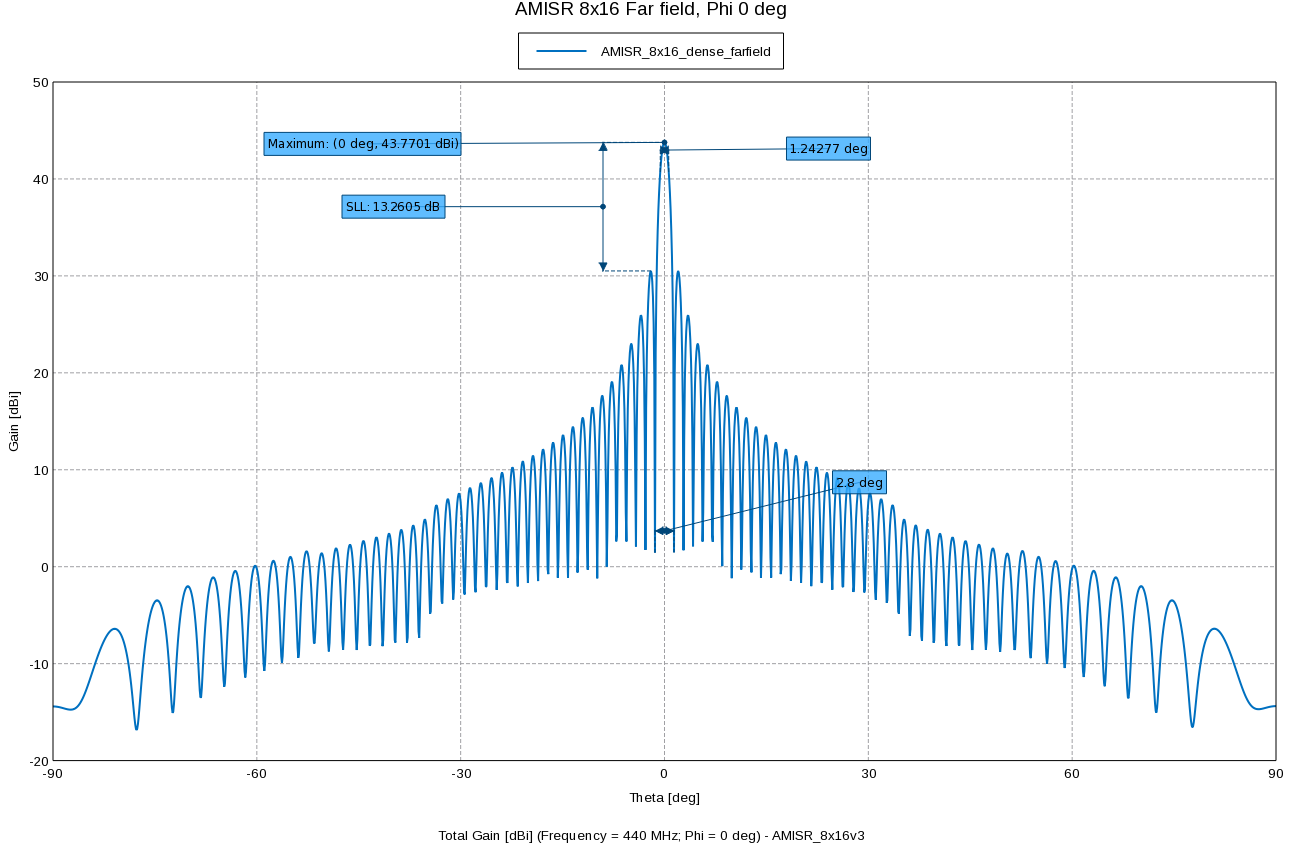 AMISR 8x16 Far field, Phi 0 deg
AMISR_8x16_dense_farfield
50
40
30
20
10
0
-10
-20
Gain [dBi]
Maximum: (0 deg, 43.7701 dBi)
1.24277 deg
SLL: 13.2605 dB
2.8 deg
-90
-60
-30
0
30
60
90
Theta [deg]
Total Gain [dBi] (Frequency = 440 MHz; Phi = 0 deg) - AMISR_8x16v3